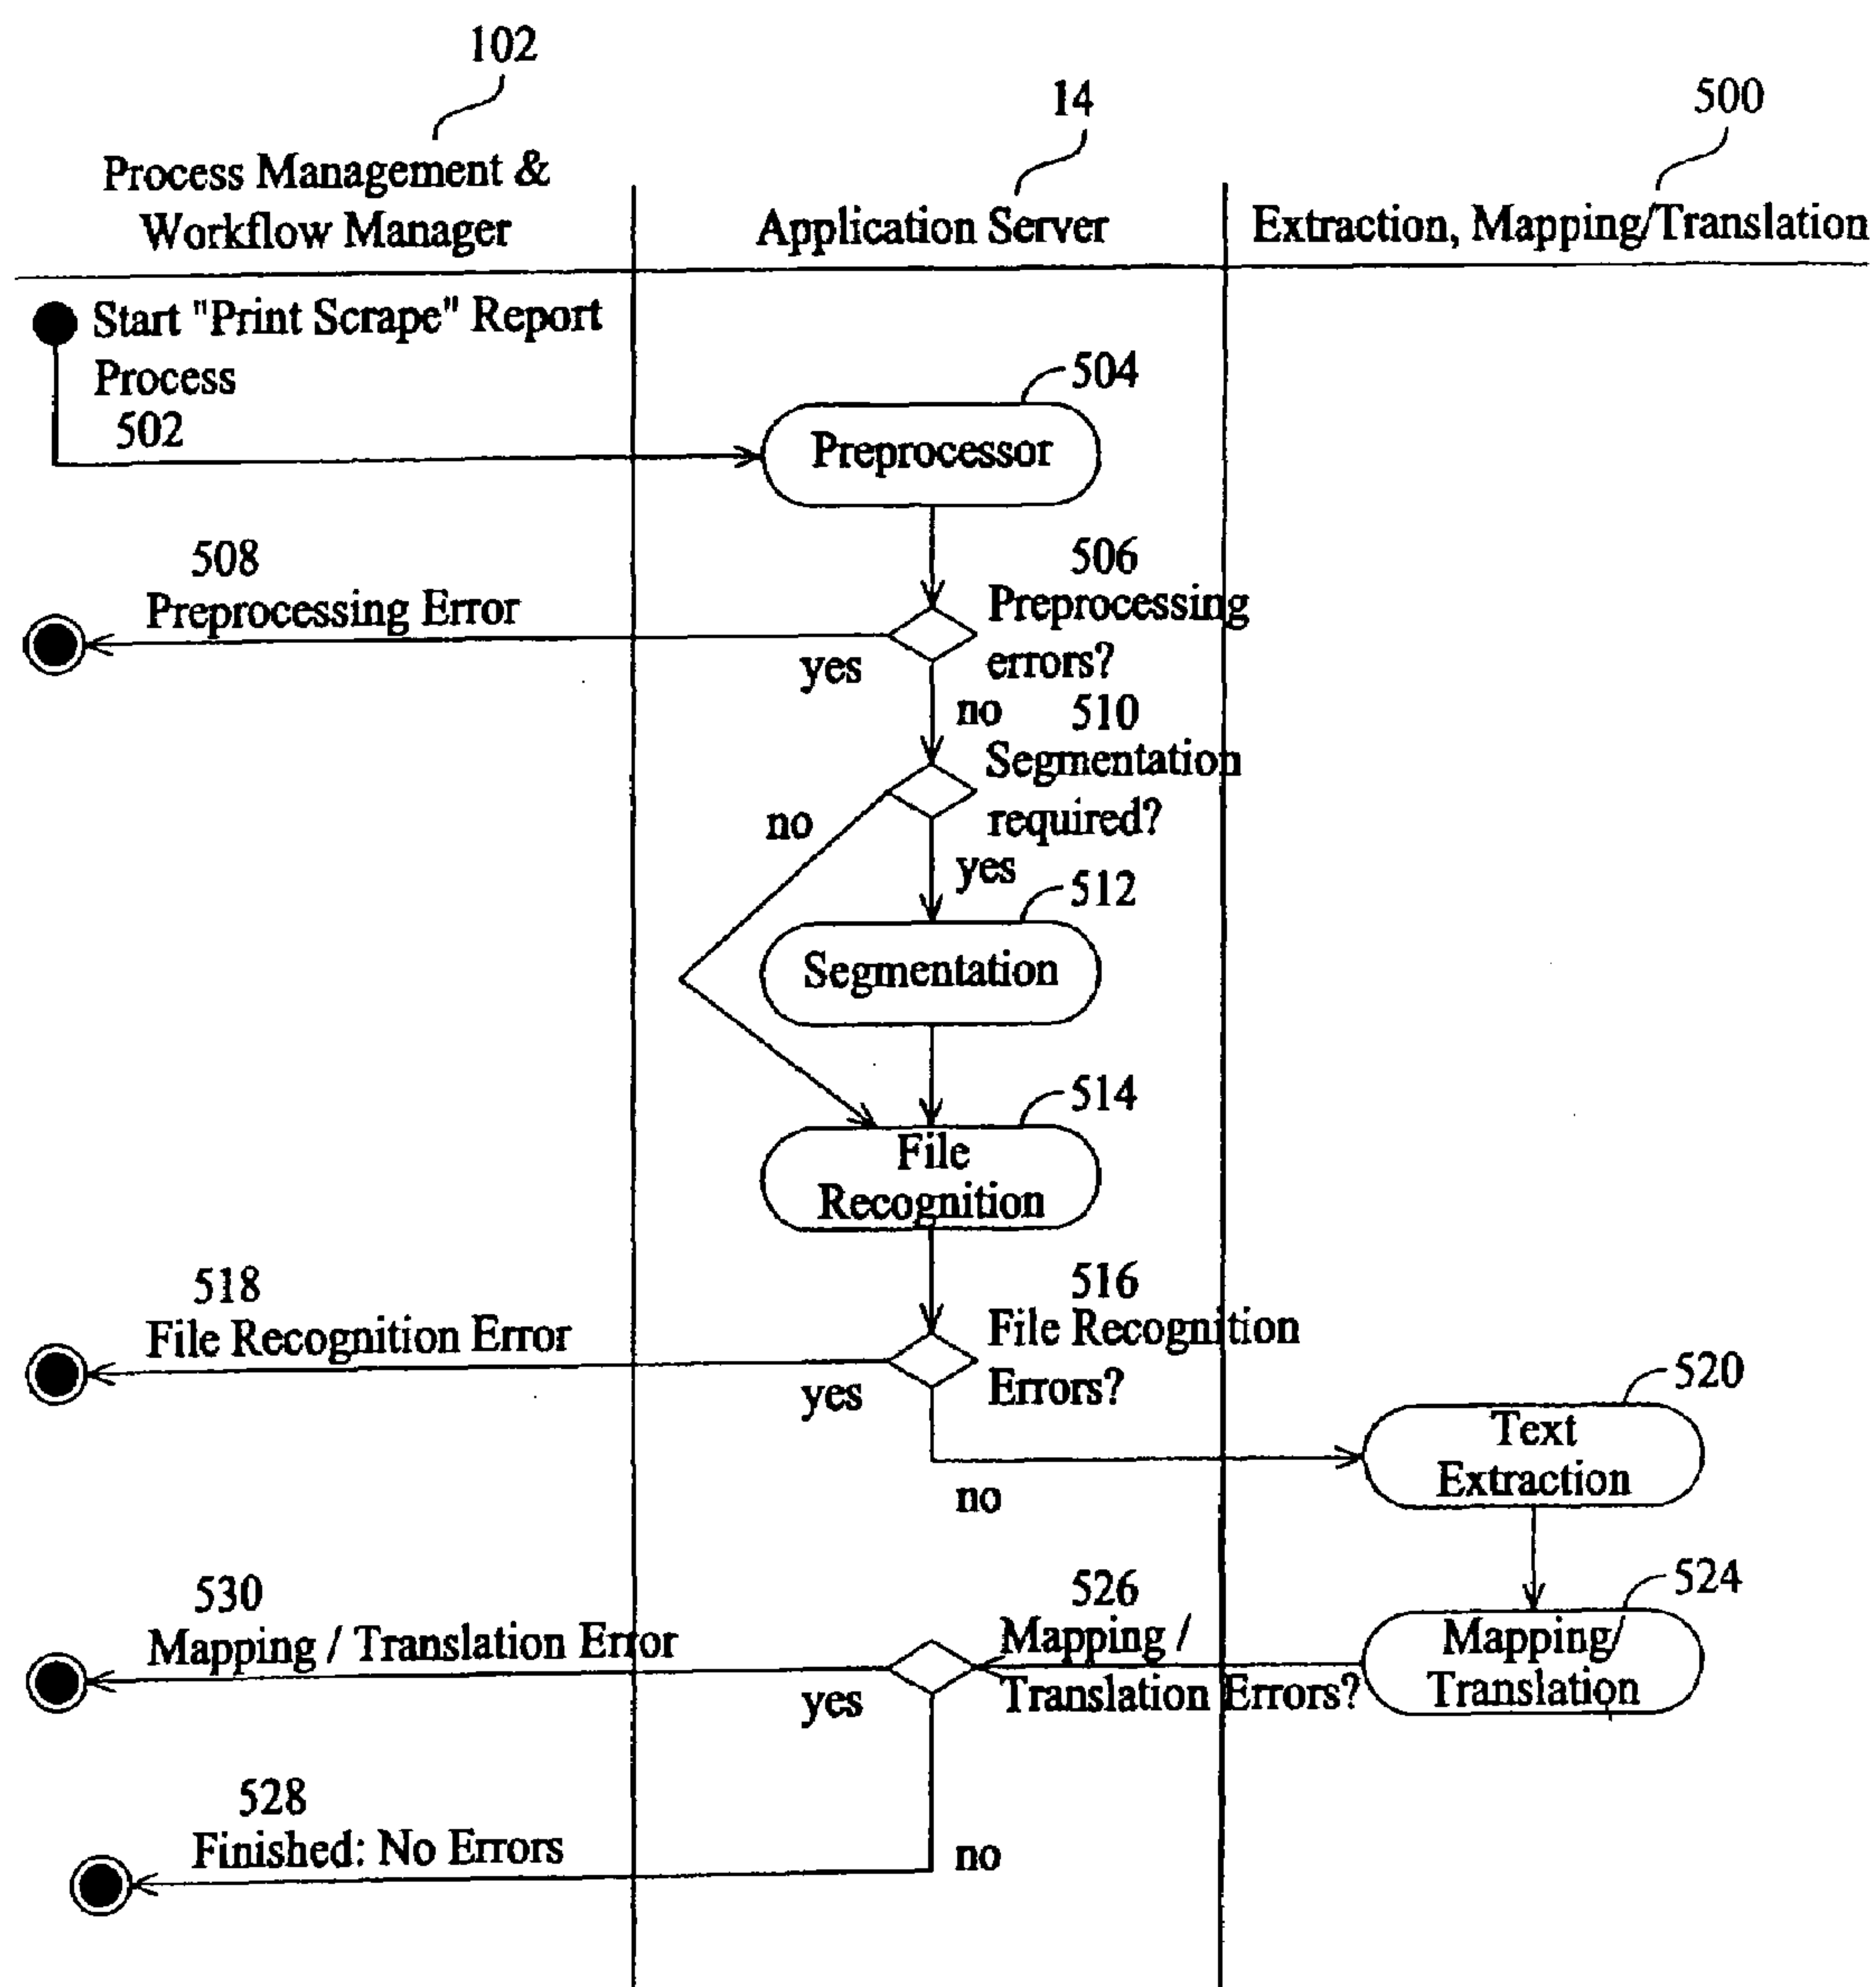 102
14
500
Process Management &
Workflow Manager
Application Server
Extraction, Mapping/Translation
Start "Print Scrape" Report
Process
502
504
Preprocessor
508
Preprocessing Error
506
Preprocessing
errors?
yes
no
510
Segmentation
required?
no
yes
512
Segmentation
514
File
Recognition
518
File Recognition Error
516
File Recognition
Errors?
yes
no
520
Text
Extraction
530
Mapping / Translation Error
526
Mapping /
Translation Errors?
524
Mapping/
Translation
yes
528
Finished: No Errors
no